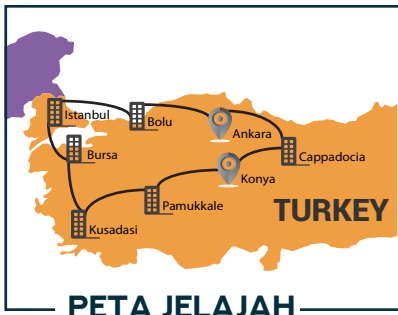 Istanbul
Bolu
Ankara
Bursa
Cappadocia
Konya
Pamukkale
TURKEY
Kusadasi
PETA JELAJAH